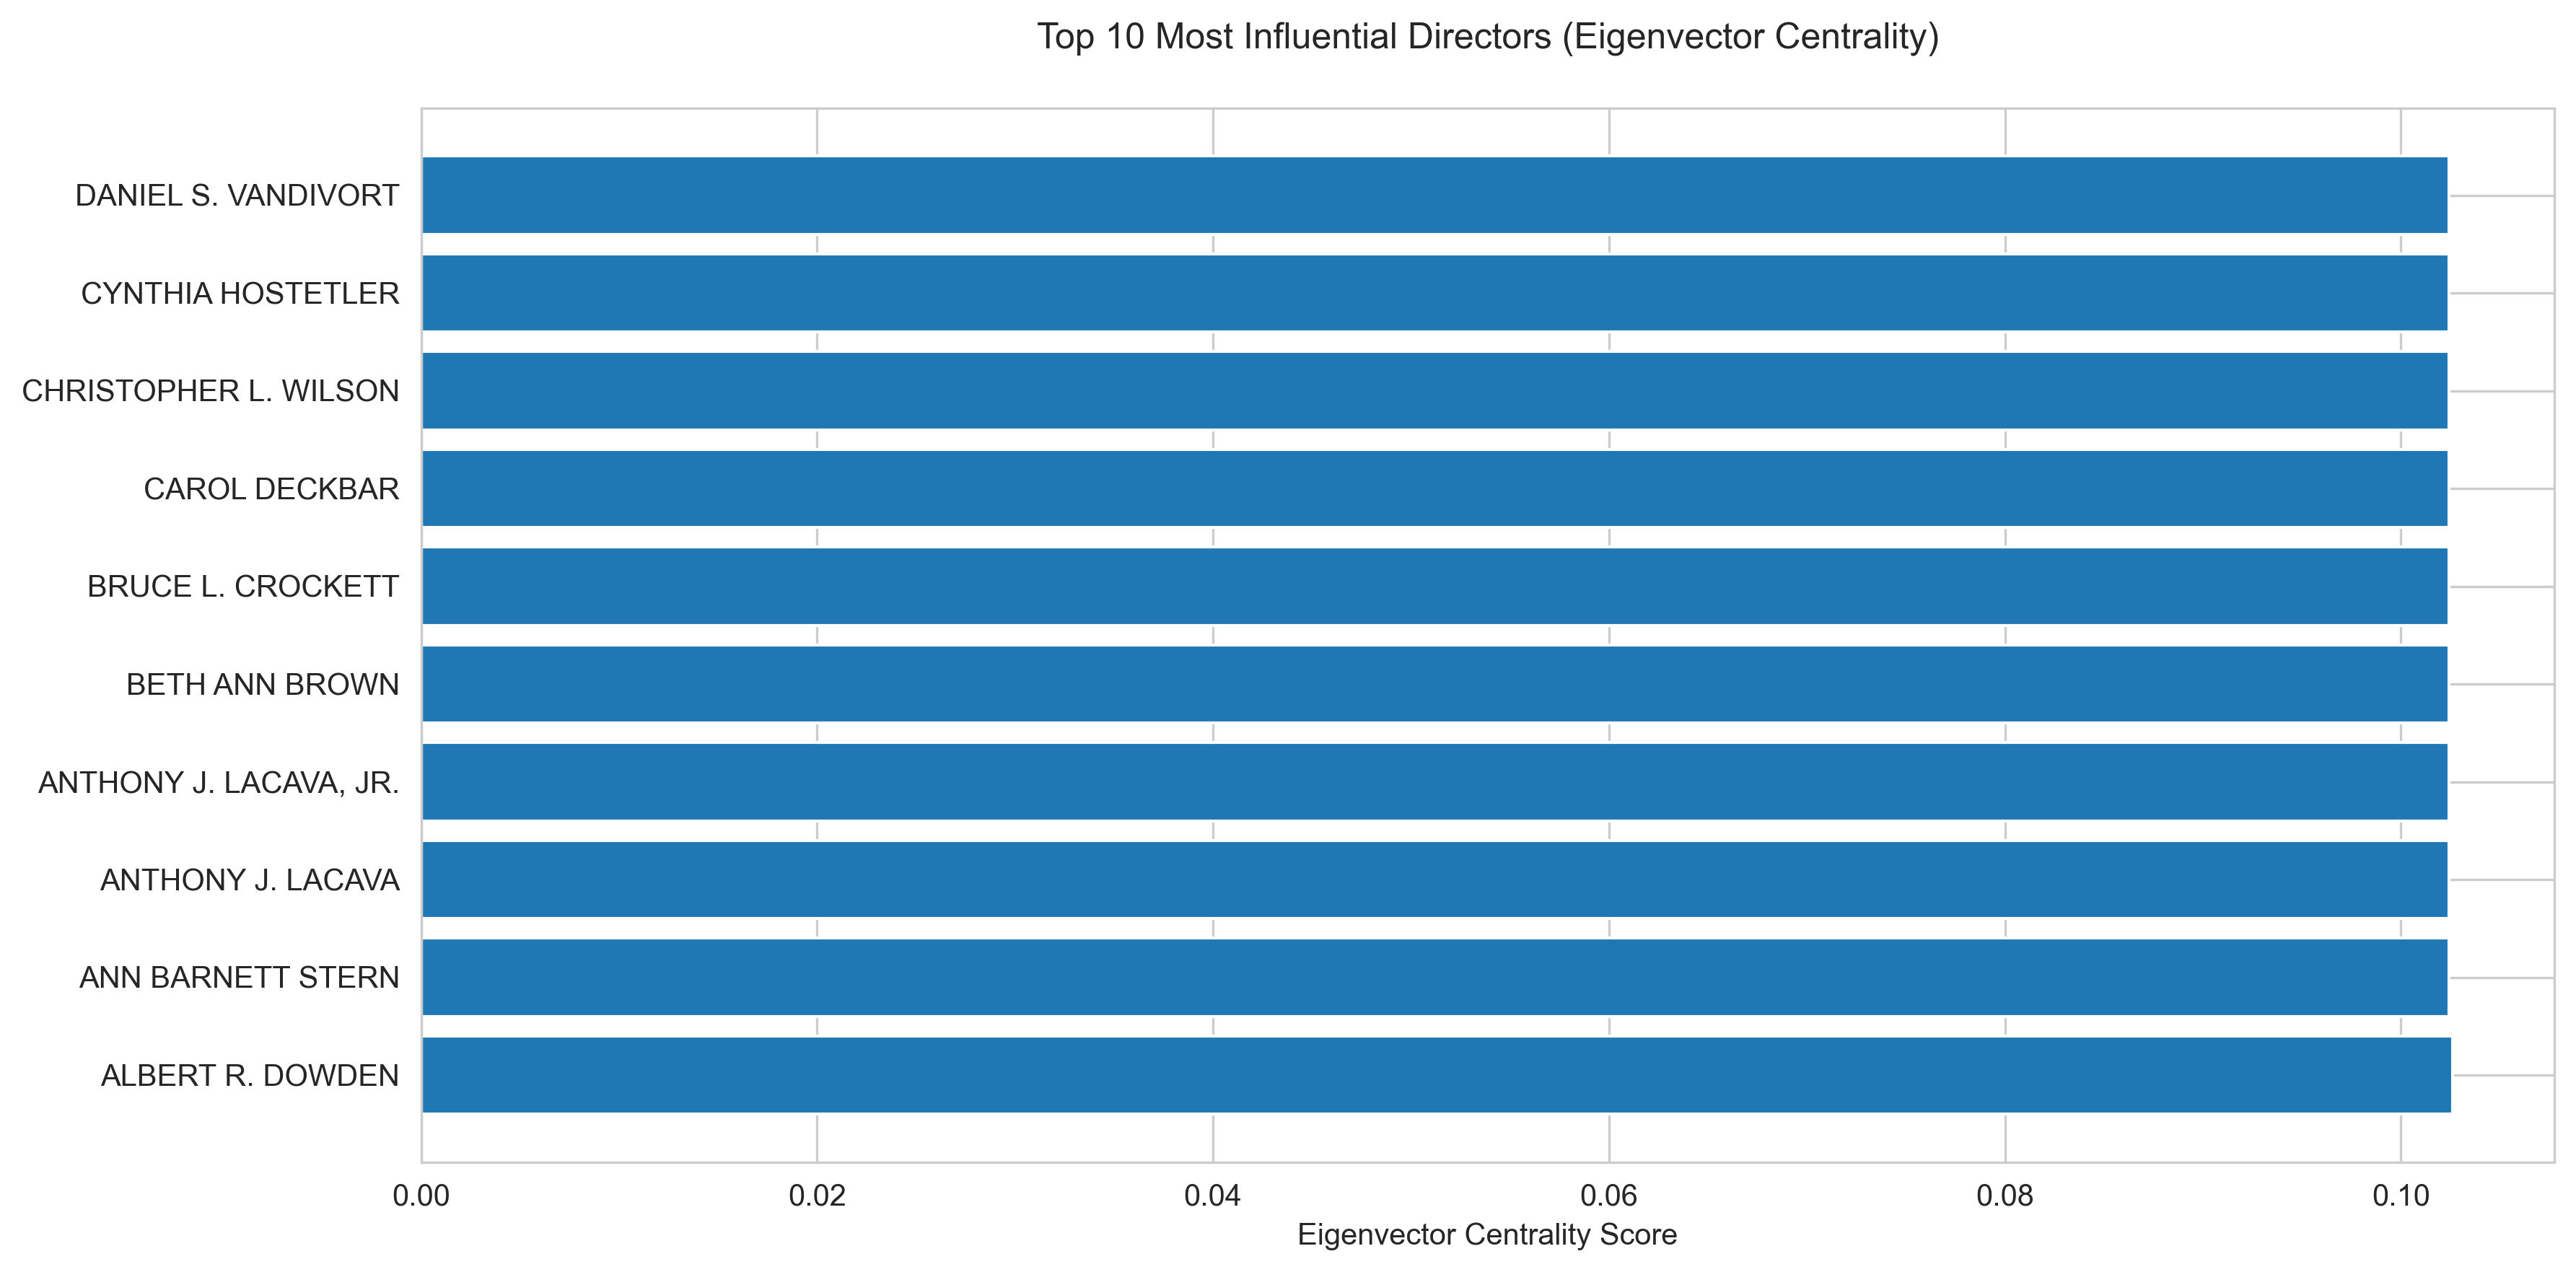 Top 10 Most Influential Directors (Eigenvector Centrality)
DANIEL S. VANDIVORT
CYNTHIA HOSTETLER
CHRISTOPHER L. WILSON
CAROL DECKBAR
BRUCE L. CROCKETT
BETH ANN BROWN
ANTHONY J. LACAVA, JR.
ANTHONY J. LACAVA
ANN BARNETT STERN
ALBERT R. DOWDEN
0.00 0.02 0.04 0.06 0.08 0.10
Eigenvector Centrality Score